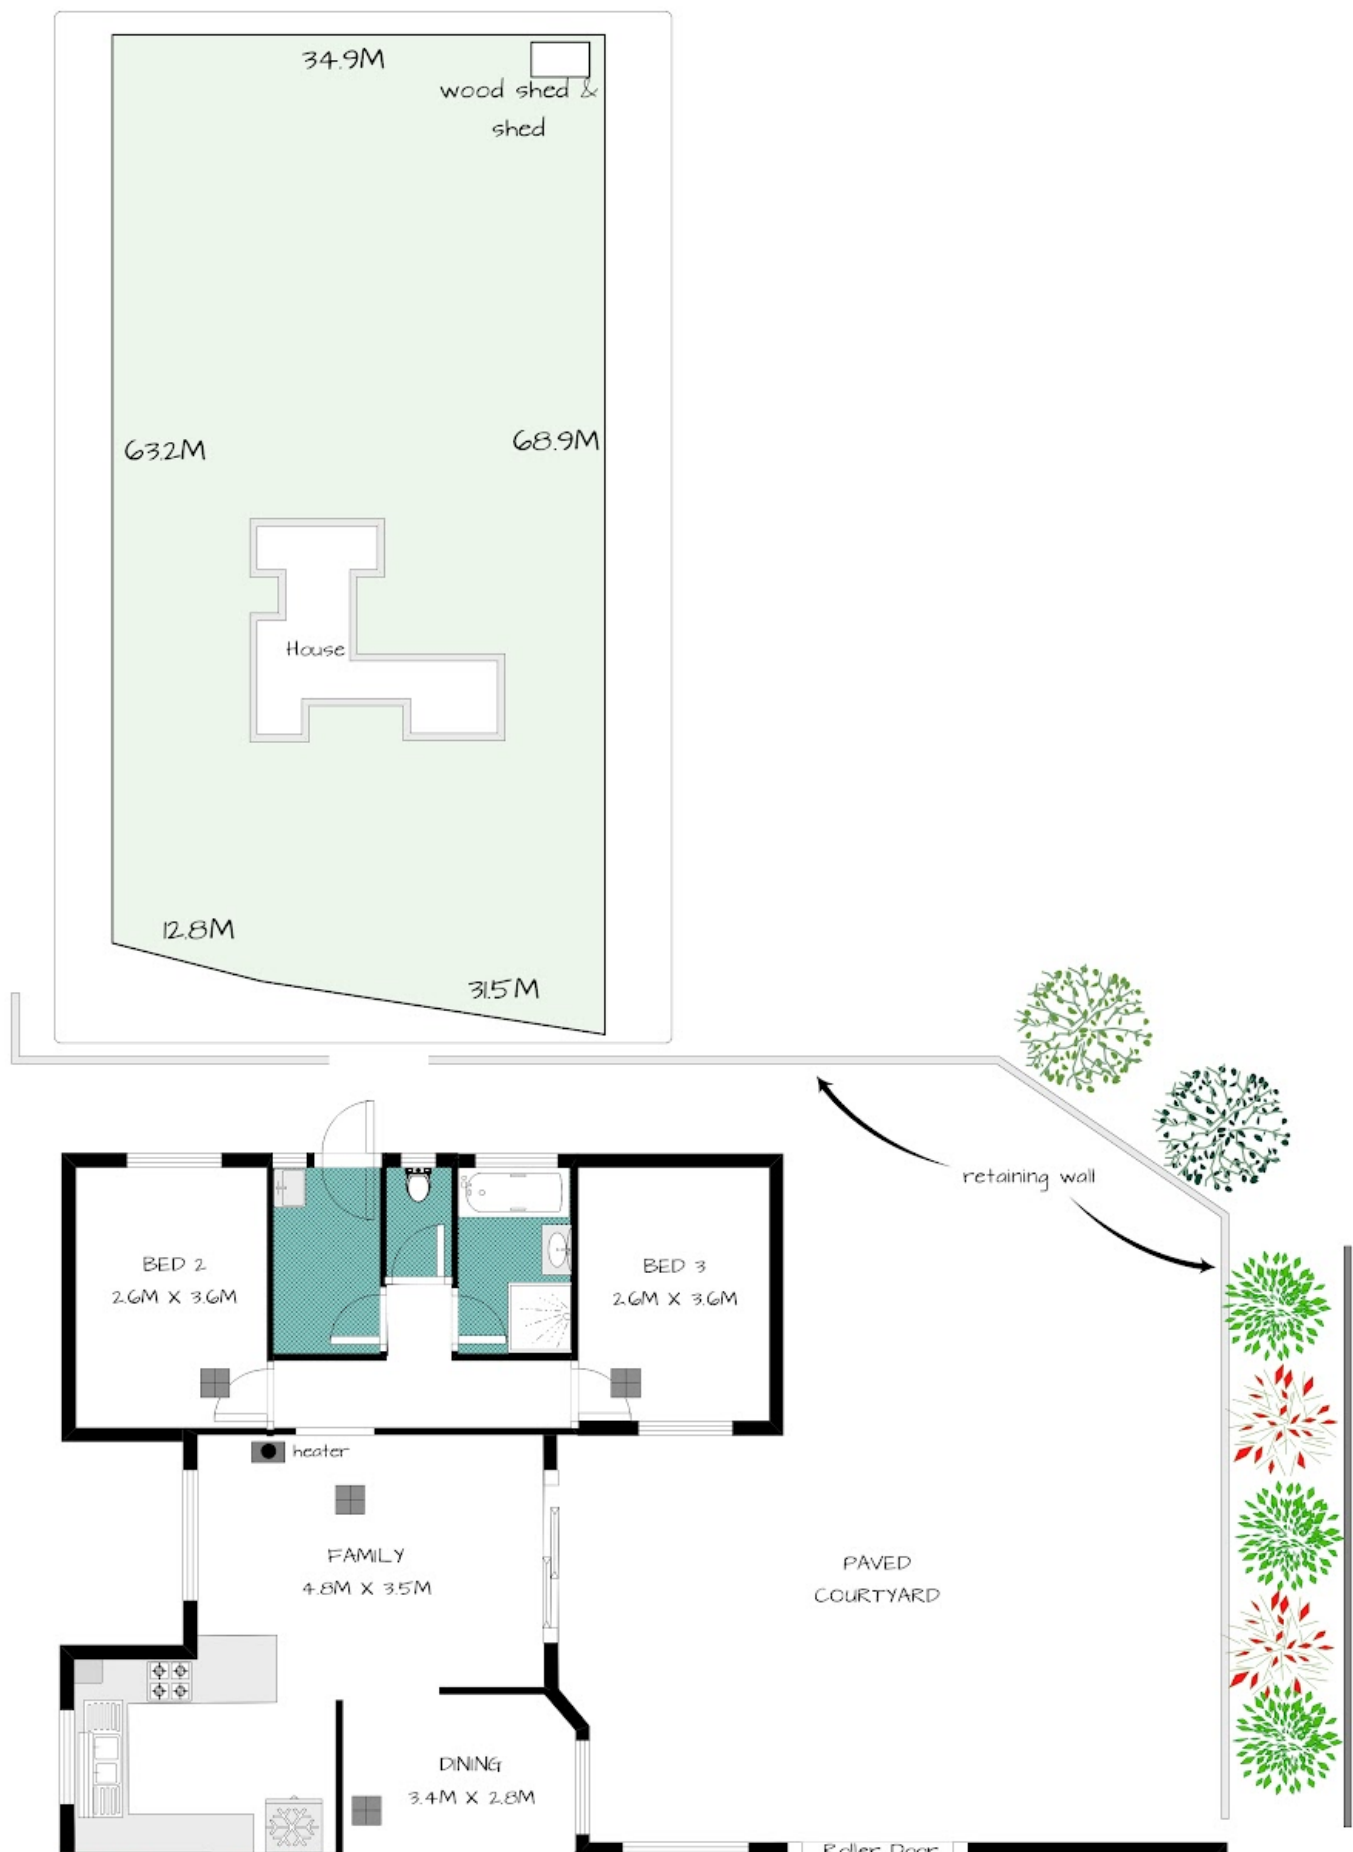 34.9M
wood shed &
shed
63.2M
68.9M
House
12.8M
31.5M
retaining wall
BED 2
2.6M X 3.6M
BED 3
2.6M X 3.6M
heater
FAMILY
4.8M X 3.5M
PAVED
COURTYARD
DINING
3.4M X 2.8M
Roller Door